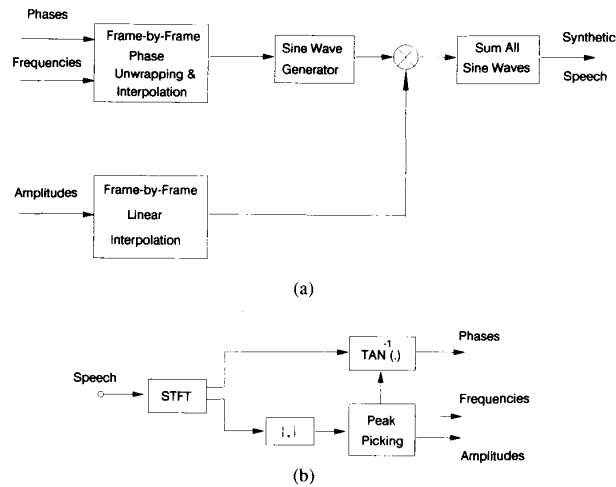 Phases
Frequencies
Frame-by-Frame
Phase
Unwrapping &
Interpolation
Sine Wave
Generator
Sum All
Sine Waves
Synthetic
Speech
Amplitudes
Frame-by-Frame
Linear
Interpolation
(a)
Speech
STFT
|.|
TAN⁻¹(.)
Peak
Picking
Phases
Frequencies
Amplitudes
(b)